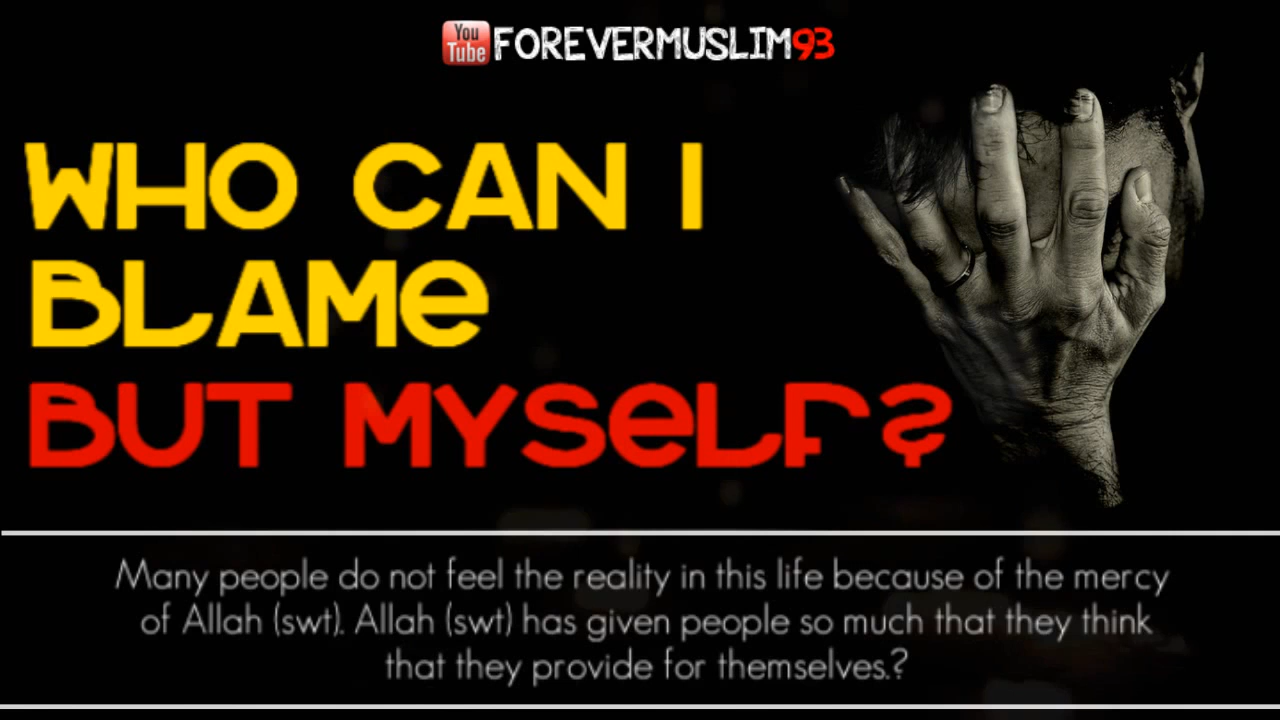 You
Tube FOREVERMUSLIM93
WHO CAN I
BLAMe
BUT MYSeLF?
Many people do not feel the reality in this life because of the mercy
of Allah (swt). Allah (swt) has given people so much that they think
that they provide for themselves.?